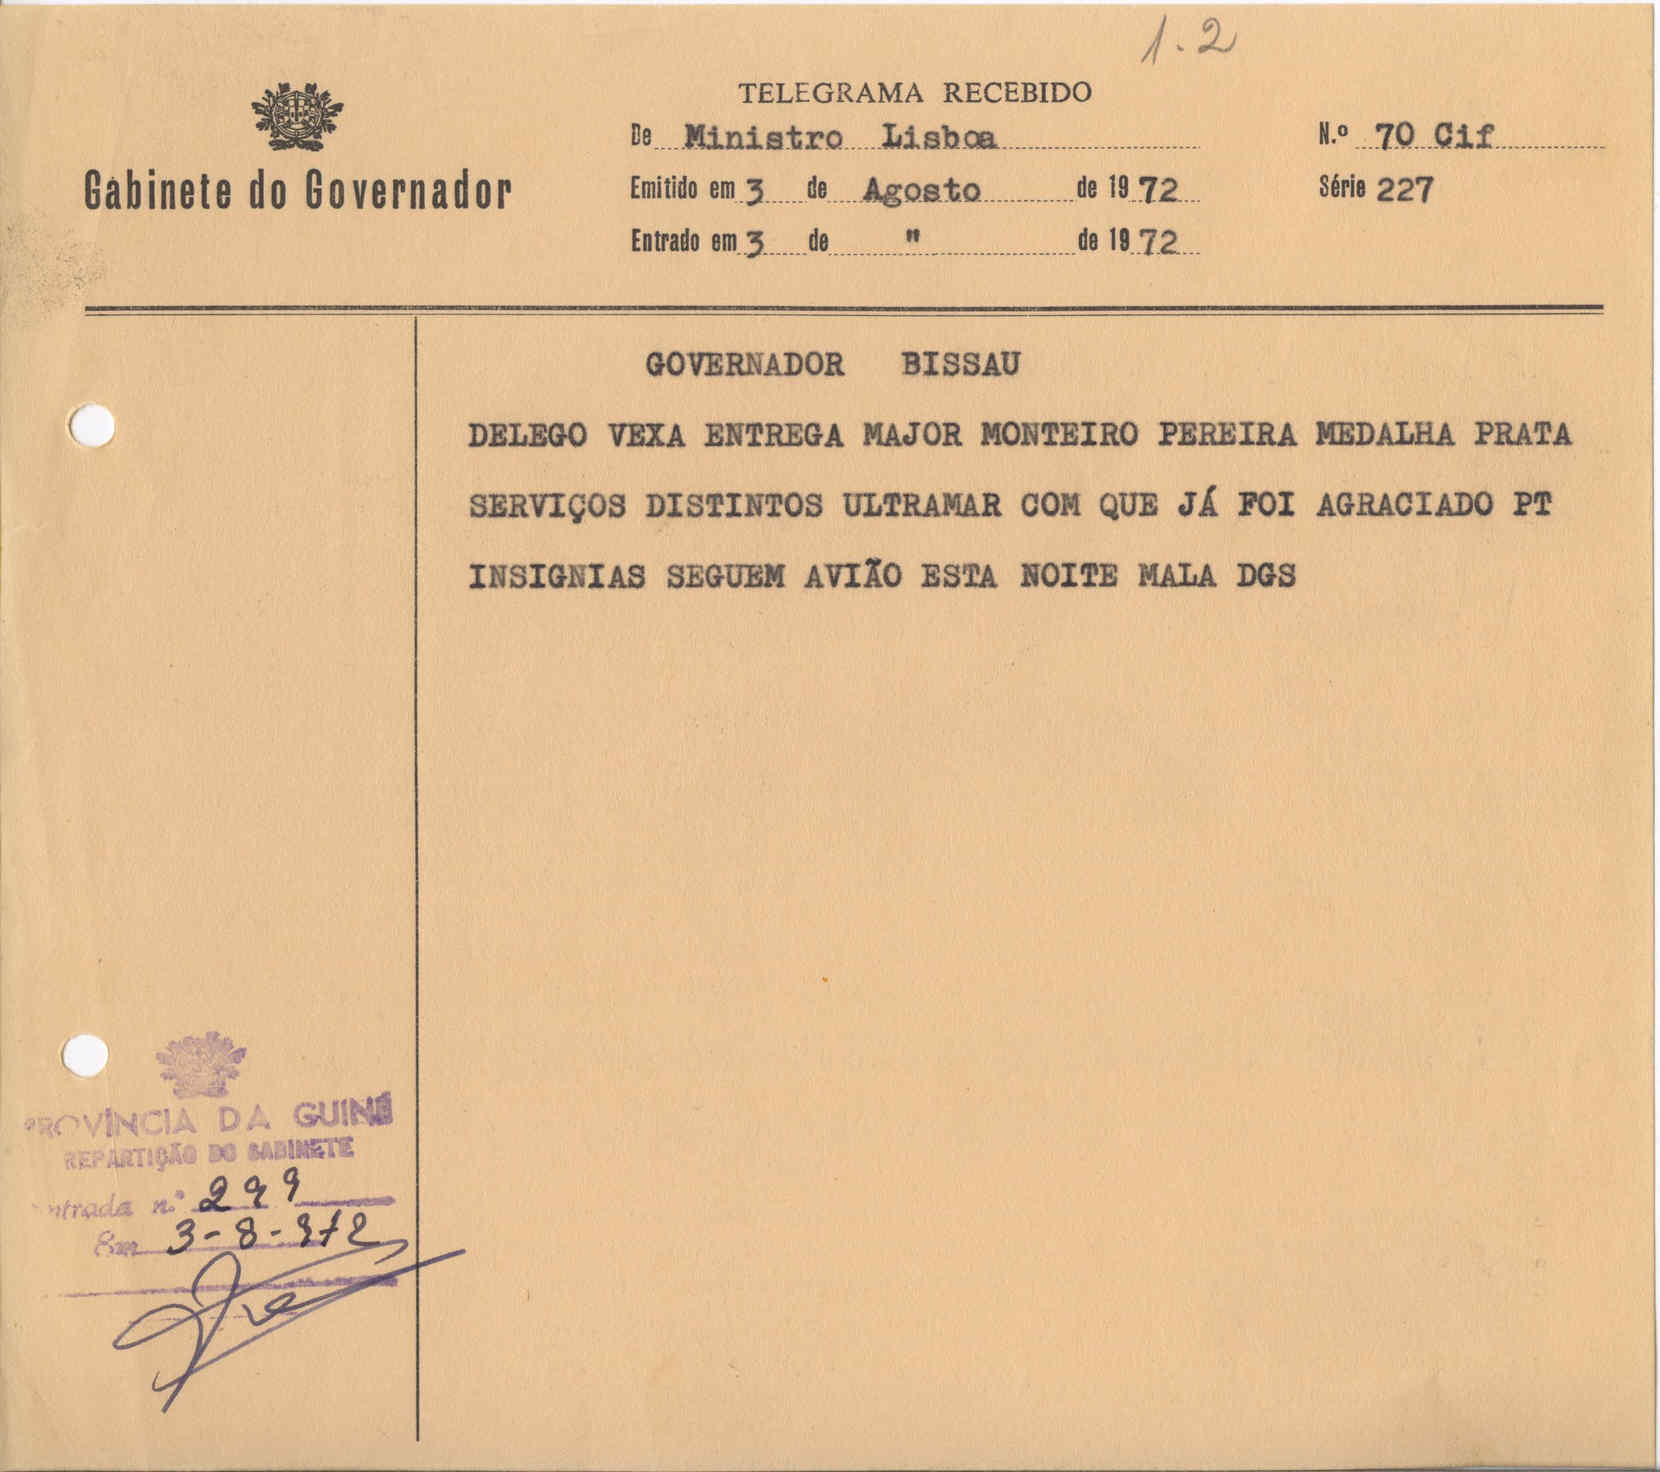 1.2
TELEGRAMA RECEBIDO
De Ministro Lisboa N.º 70 Cif
Gabinete do Governador
Emitido em 3 de Agosto de 1972 Série 227
Entrado em 3 de " de 1972
GOVERNADOR BISSAU
DELEGO VEXA ENTREGA MAJOR MONTEIRO PEREIRA MEDALHA PRATA
SERVIÇOS DISTINTOS ULTRAMAR COM QUE JÁ FOI AGRACIADO PT
INSIGNIAS SEGUEM AVIÃO ESTA NOITE MALA DGS
PROVÍNCIA DA GUINÉ
REPARTIÇÃO DO GABINETE
Entrada n.º 299
Em 3-8-972